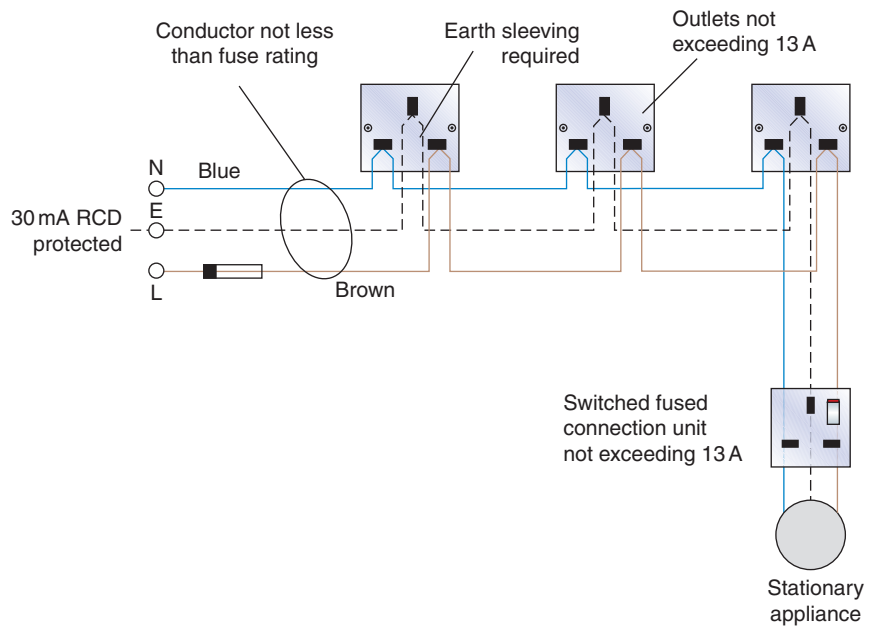 Conductor not less
than fuse rating
Earth sleeving
required
Outlets not
exceeding 13 A
N
Blue
30 mA RCD
protected
E
L
Brown
Switched fused
connection unit
not exceeding 13 A
Stationary
appliance